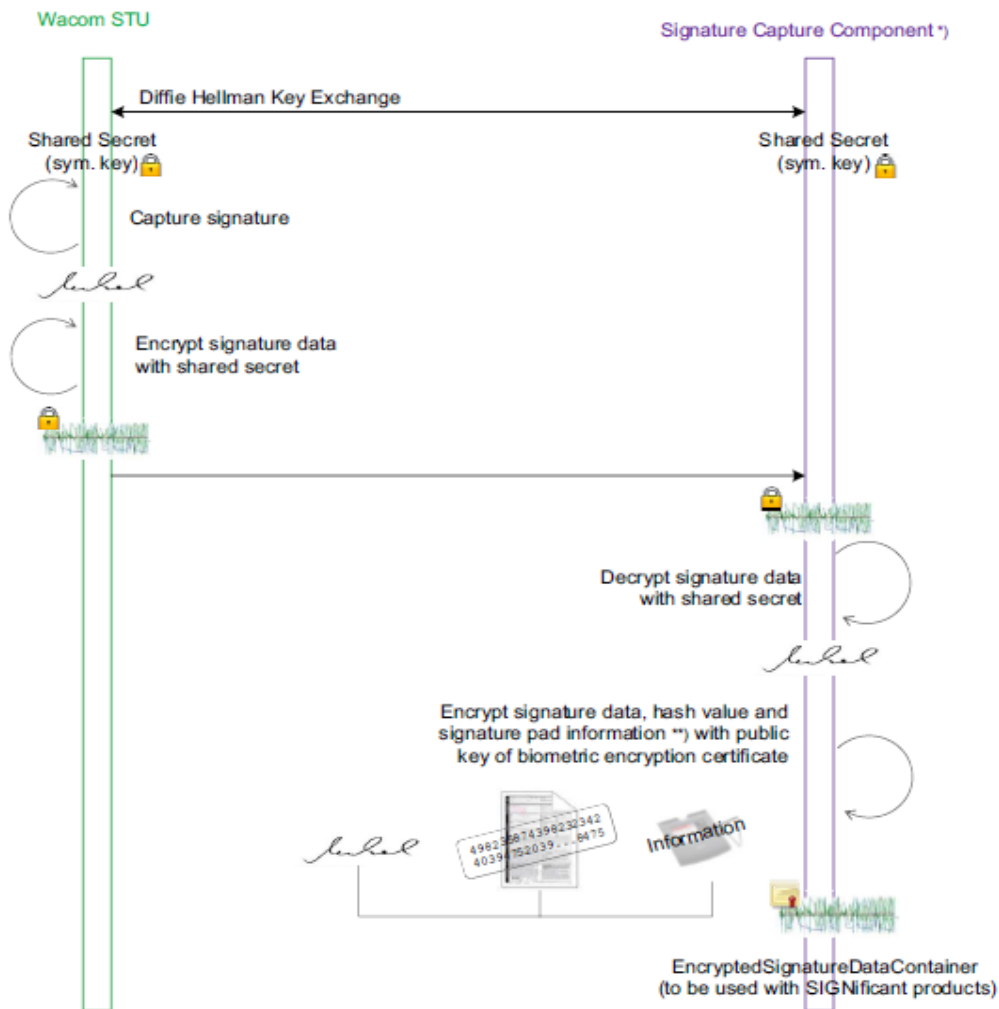 Wacom STU
Signature Capture Component *)
Diffie Hellman Key Exchange
Shared Secret
(sym. key)
Shared Secret
(sym. key)
Capture signature
Encrypt signature data
with shared secret
Decrypt signature data
with shared secret
Encrypt signature data, hash value and
signature pad information **) with public
key of biometric encryption certificate
Information
EncryptedSignatureDataContainer
(to be used with SIGNificant products)